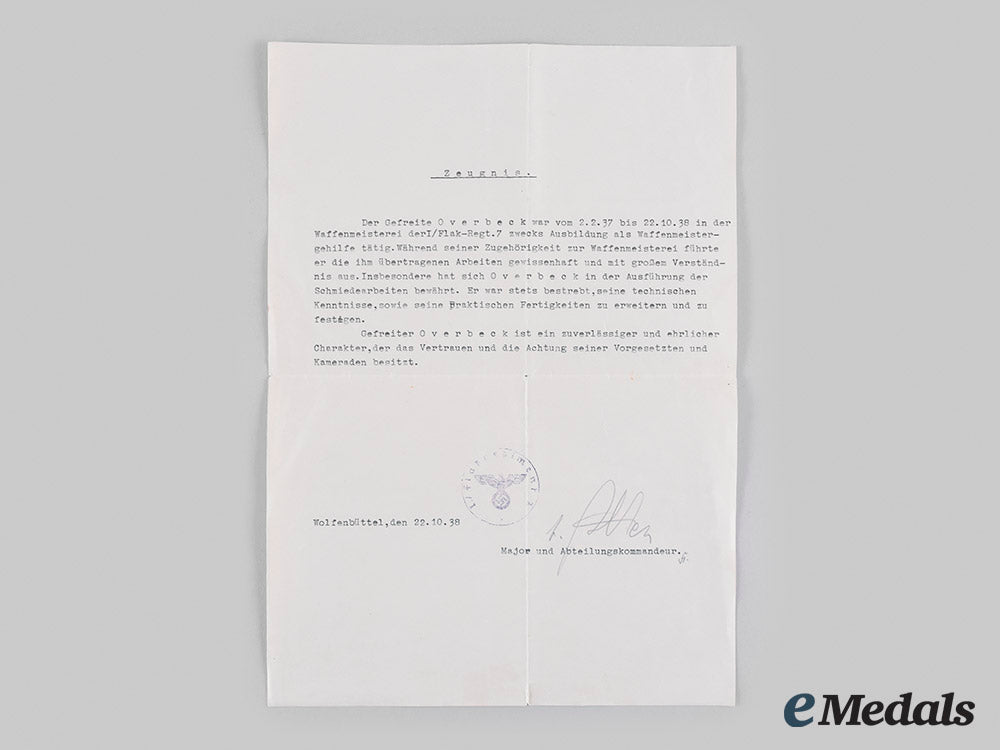 Z e u g n i s .
Der Gefreite O v e r b e c k war vom 2.2.37 bis 22.10.38 in der
Waffenmeisterei derI/Flak-Regt.7 zwecks Ausbildung als Waffenmeister-
gehilfe tätig.Während seiner Zugehörigkeit zur Waffenmeisterei führte
er die ihm übertragenen Arbeiten gewissenhaft und mit großem Verständ-
nis aus.Insbesondere hat sich O v e r b e c k in der Ausführung der
Schmiedearbeiten bewährt. Er war stets bestrebt,seine technischen
Kenntnisse,sowie seine Praktischen Fertigkeiten zu erweitern und zu
festigen.
Gefreiter O v e r b e c k ist ein zuverlässiger und ehrlicher
Charakter,der das Vertrauen und die Achtung seiner Vorgesetzten und
Kameraden besitzt.
Wolfenbüttel,den 22.10.38
Major und Abteilungskommandeur.
eMedals